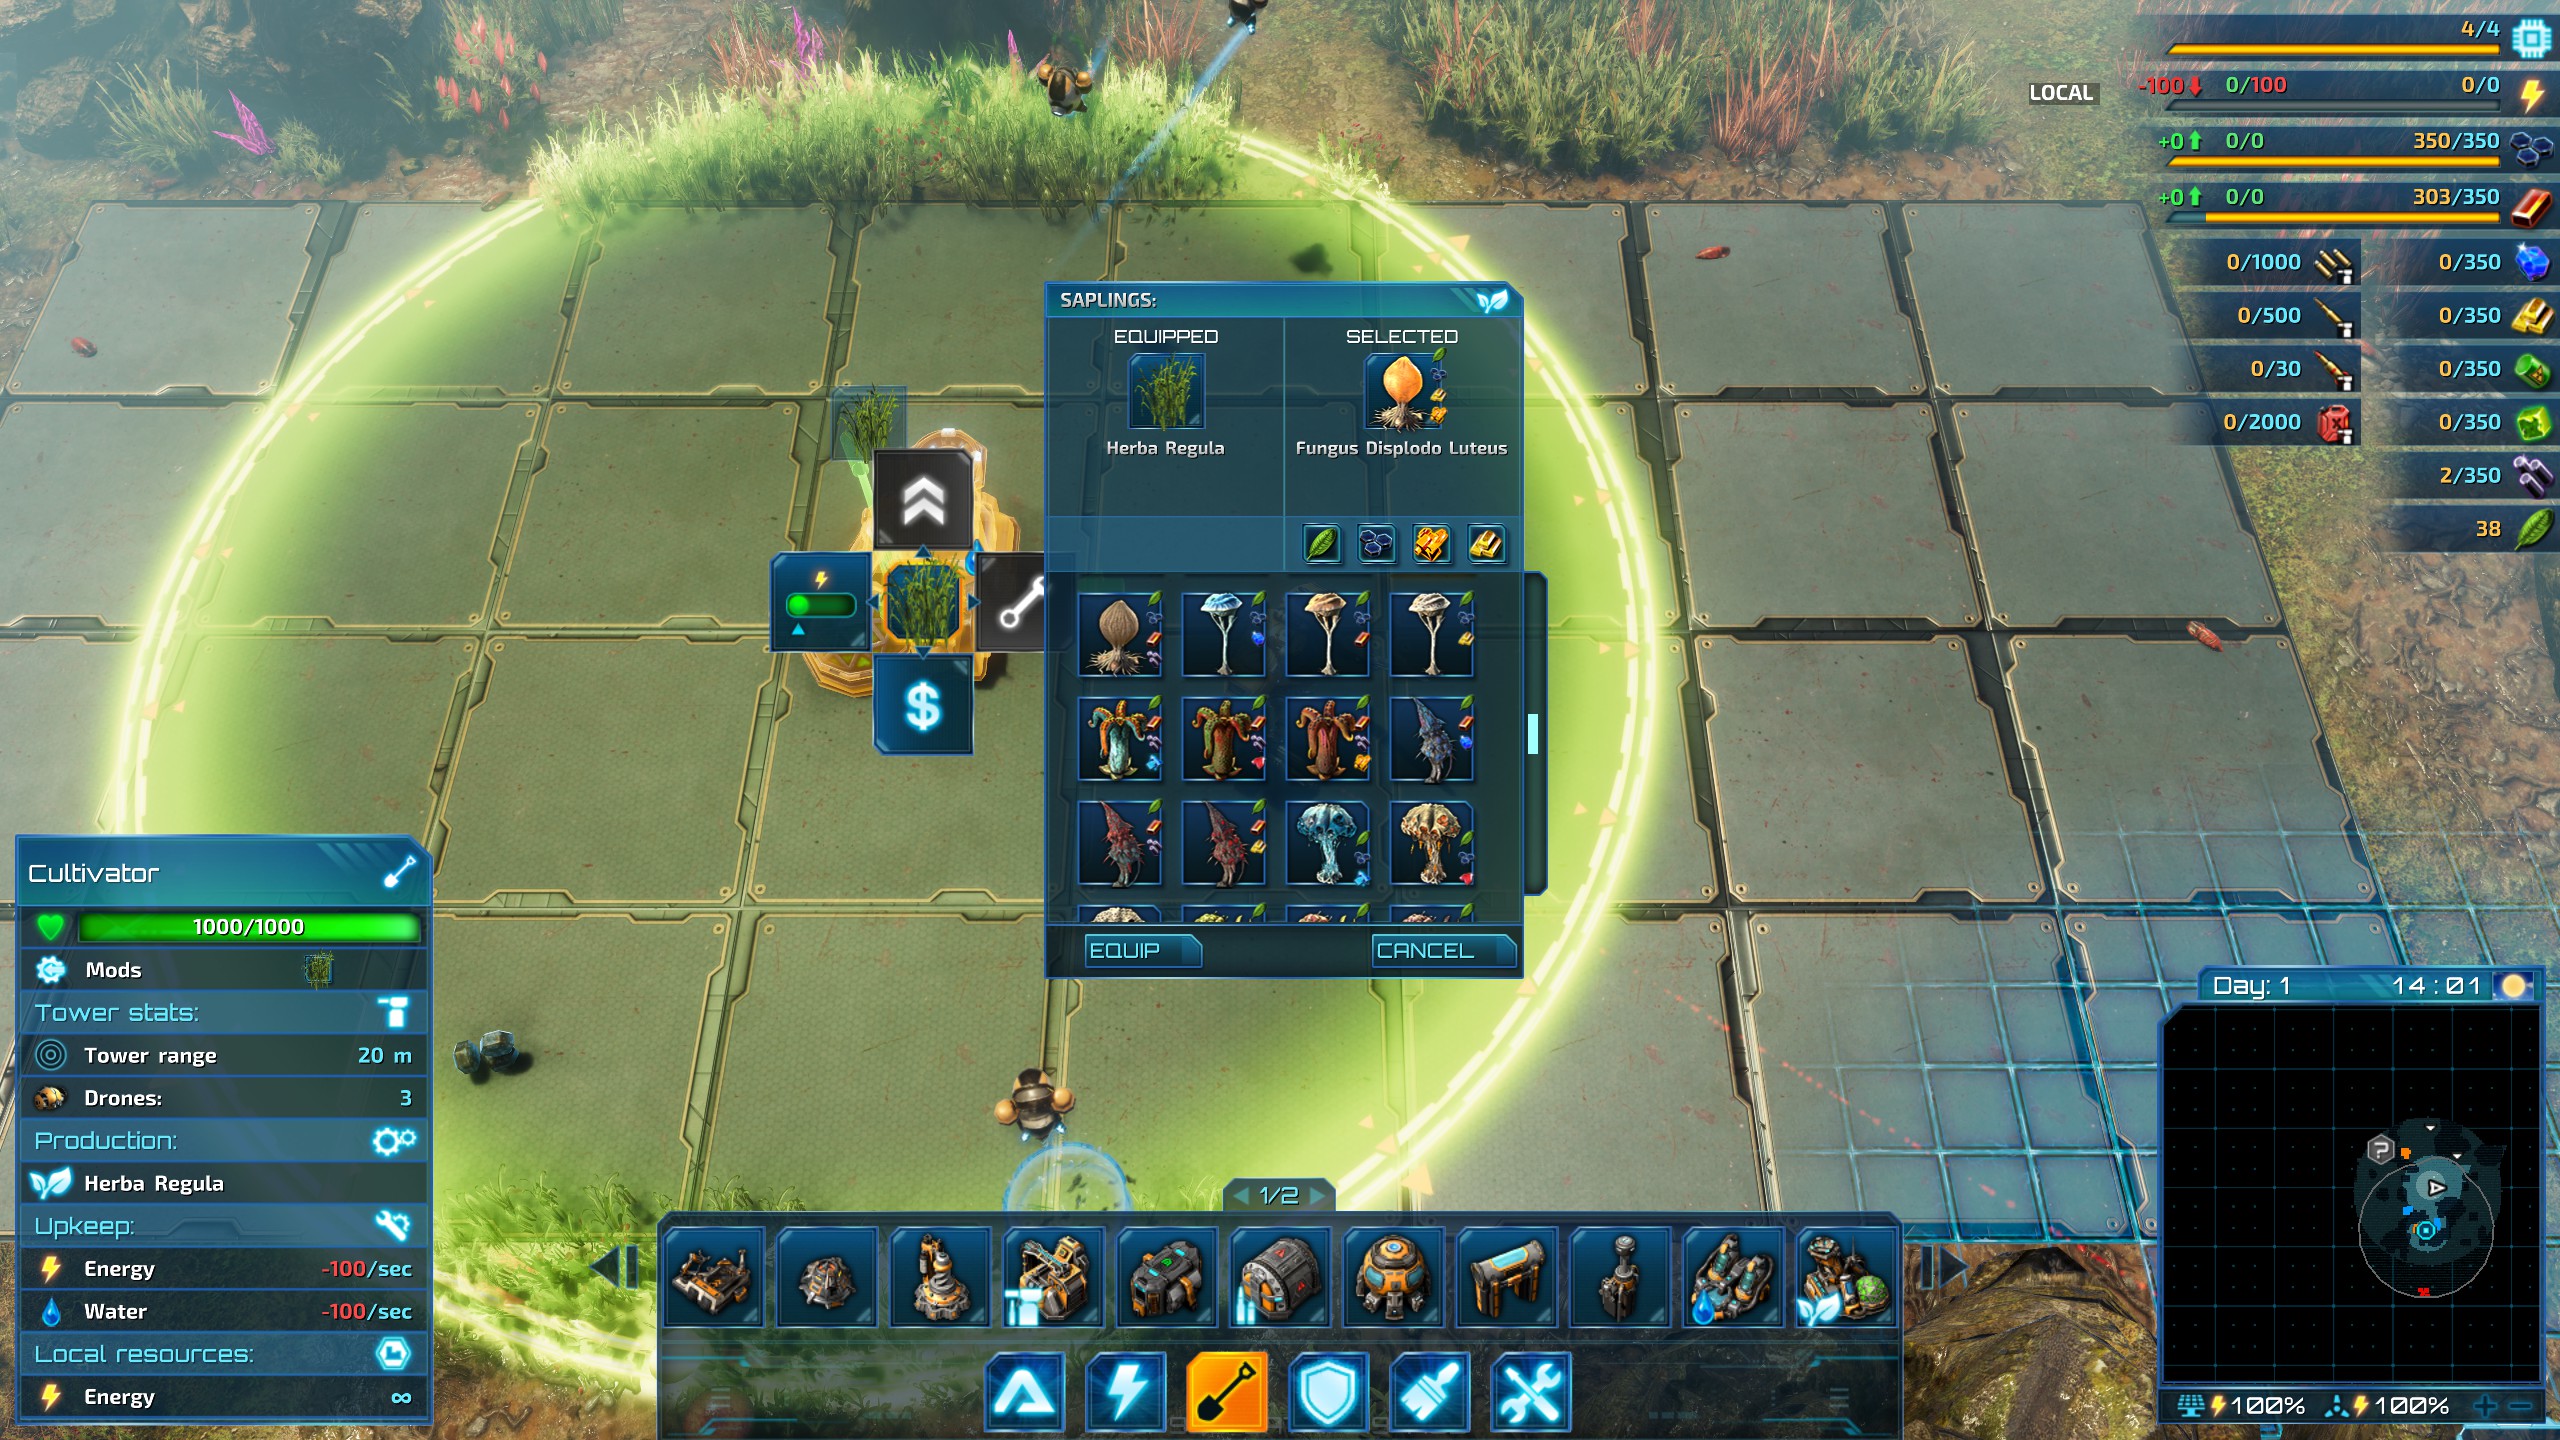 4/4
LOCAL
-100 0/100 0/0
+0 0/0 350/350
+0 0/0 303/350
0/1000 0/350
0/500 0/350
0/30 0/350
0/2000 0/350
2/350
38
SAPLINGS:
EQUIPPED
SELECTED
Herba Regula
Fungus Displodo Luteus
$
EQUIP
CANCEL
Cultivator
1000/1000
Mods
Tower stats:
Tower range 20 m
Drones: 3
Production:
Herba Regula
Upkeep:
Energy -100/sec
Water -100/sec
Local resources:
Energy ∞
1/2
Day: 1 14:01
?
100% 100%